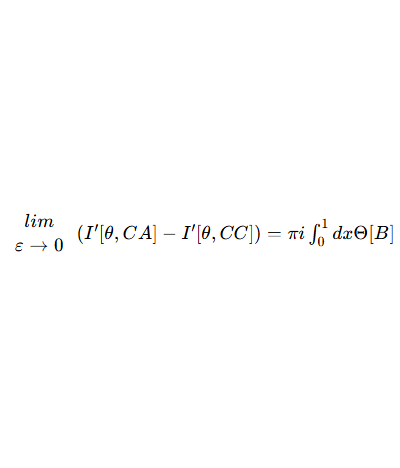 lim
ε → 0 (I′[θ, CA] − I′[θ, CC]) = πi ∫₀¹ dxΘ[B]